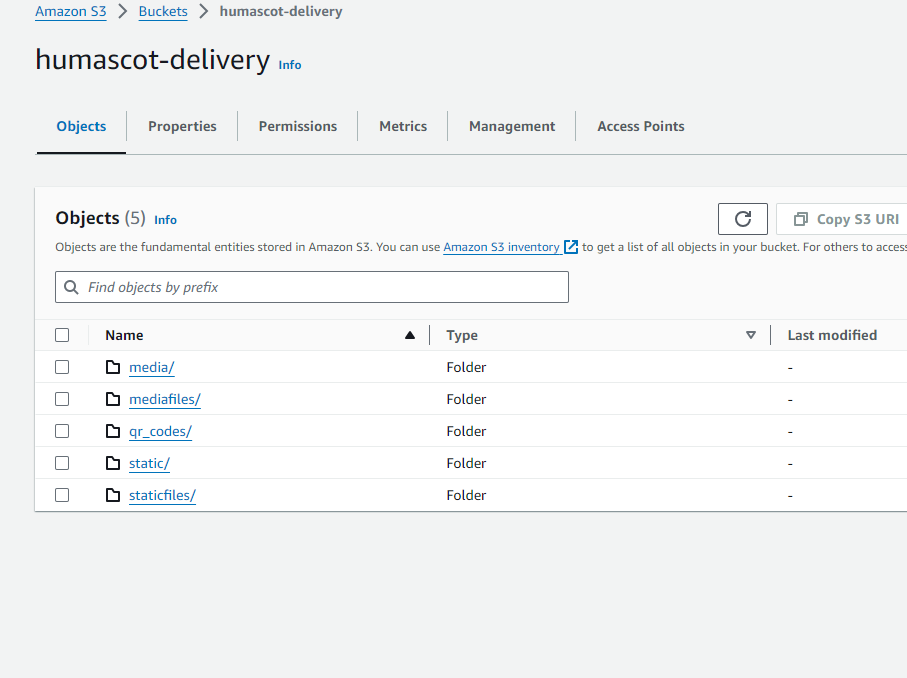 Amazon S3 > Buckets > humascot-delivery
humascot-delivery Info
Objects Properties Permissions Metrics Management Access Points
Objects (5) Info
Copy S3 URI
Objects are the fundamental entities stored in Amazon S3. You can use Amazon S3 inventory to get a list of all objects in your bucket. For others to access
Find objects by prefix
Name Type Last modified
media/ Folder -
mediafiles/ Folder -
qr_codes/ Folder -
static/ Folder -
staticfiles/ Folder -